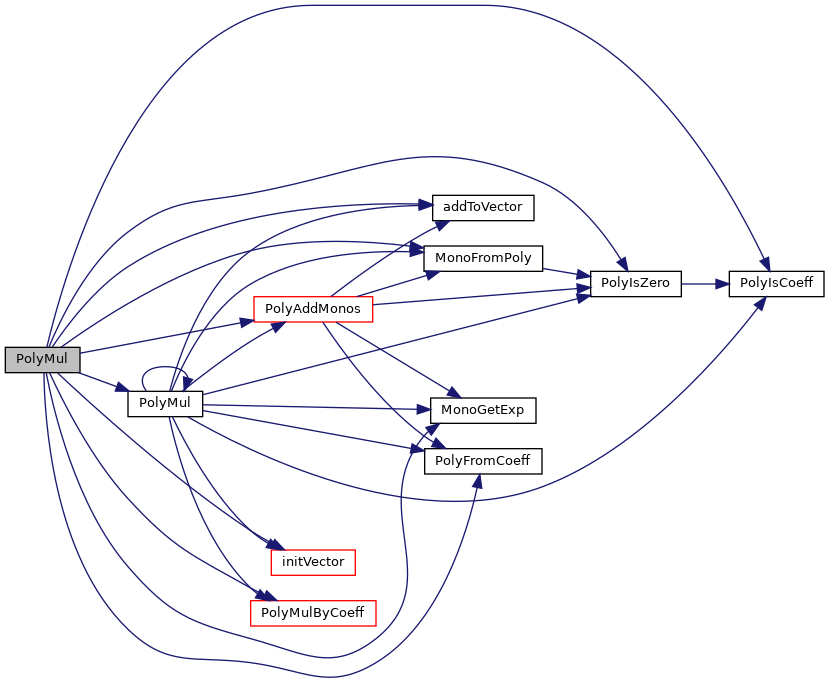 PolyMul
PolyMul
PolyAddMonos
initVector
PolyMulByCoeff
addToVector
MonoFromPoly
MonoGetExp
PolyFromCoeff
PolyIsZero
PolyIsCoeff